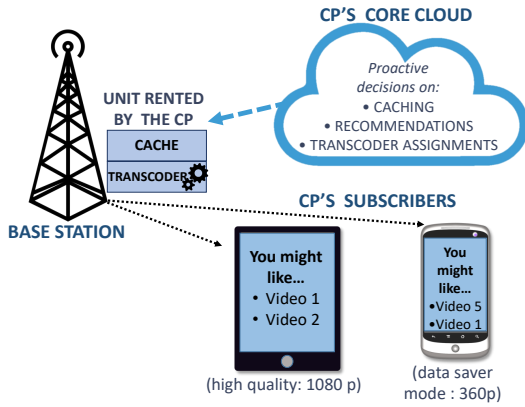 CP'S CORE CLOUD
Proactive
decisions on:
• CACHING
• RECOMMENDATIONS
• TRANSCODER ASSIGNMENTS
UNIT RENTED
BY THE CP
CACHE
TRANSCODER
BASE STATION
CP'S SUBSCRIBERS
You might
like...
• Video 1
• Video 2
(high quality: 1080 p)
You
might
like...
•Video 5
•Video 1
(data saver
mode : 360p)